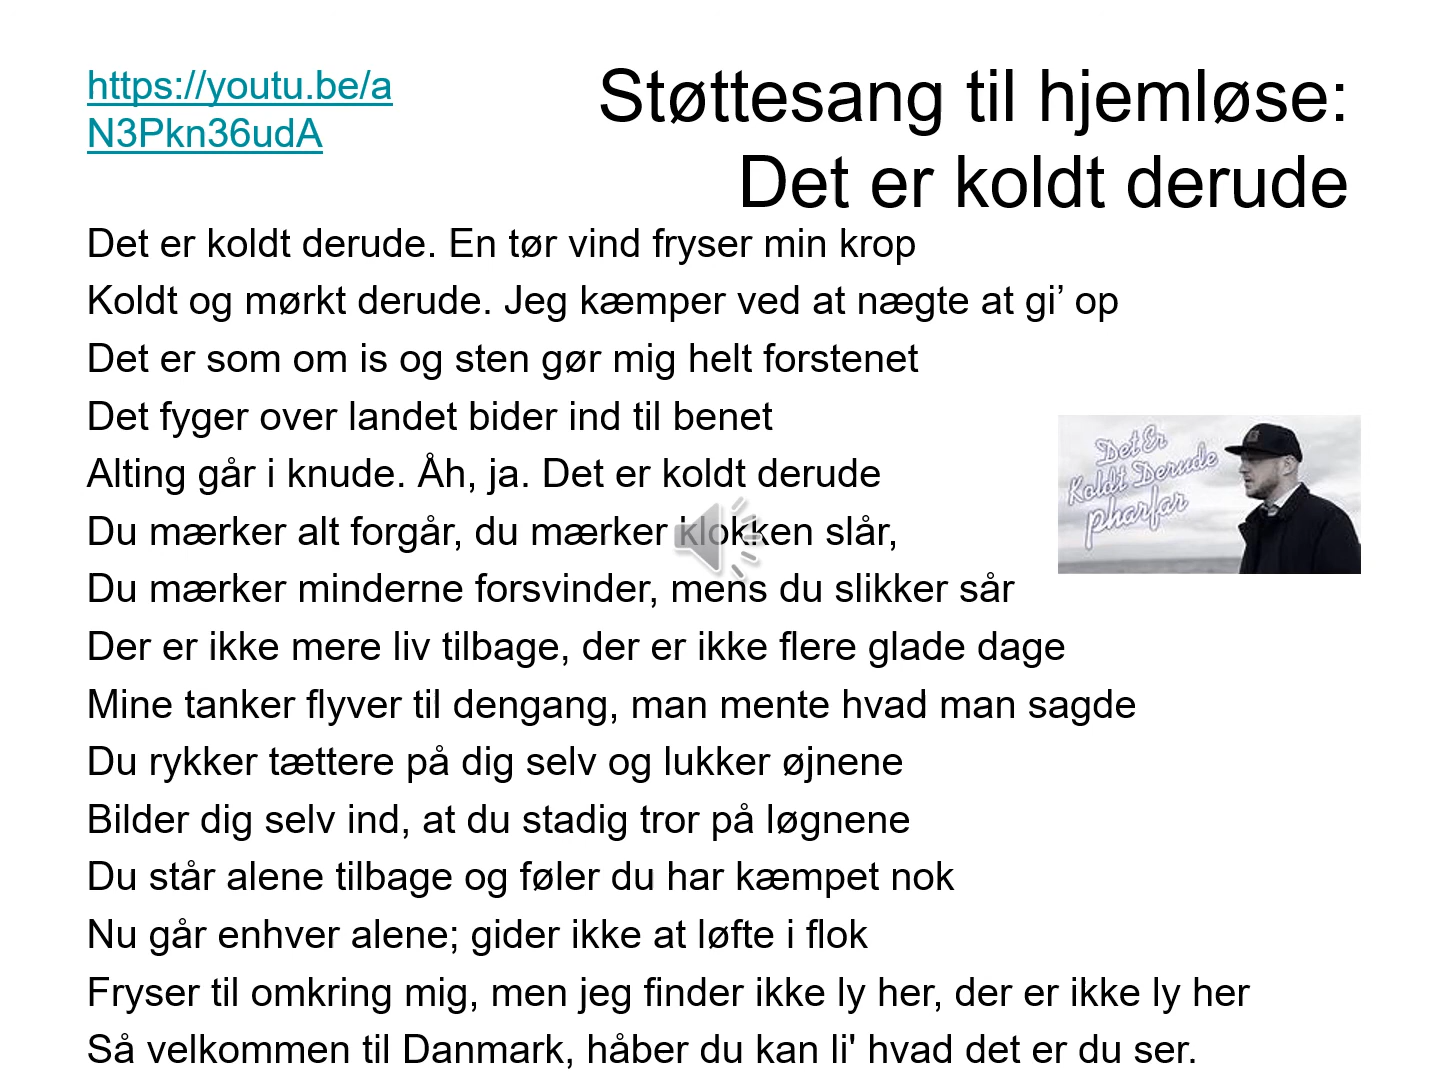 https://youtu.be/a
N3Pkn36udA
Støttesang til hjemløse:
Det er koldt derude
Det er koldt derude. En tør vind fryser min krop
Koldt og mørkt derude. Jeg kæmper ved at nægte at gi’ op
Det er som om is og sten gør mig helt forstenet
Det fyger over landet bider ind til benet
Alting går i knude. Åh, ja. Det er koldt derude
Du mærker alt forgår, du mærker klokken slår,
Du mærker minderne forsvinder, mens du slikker sår
Der er ikke mere liv tilbage, der er ikke flere glade dage
Mine tanker flyver til dengang, man mente hvad man sagde
Du rykker tættere på dig selv og lukker øjnene
Bilder dig selv ind, at du stadig tror på løgnene
Du står alene tilbage og føler du har kæmpet nok
Nu går enhver alene; gider ikke at løfte i flok
Fryser til omkring mig, men jeg finder ikke ly her, der er ikke ly her
Så velkommen til Danmark, håber du kan li' hvad det er du ser.
Det Er
Koldt Derude
pharfar